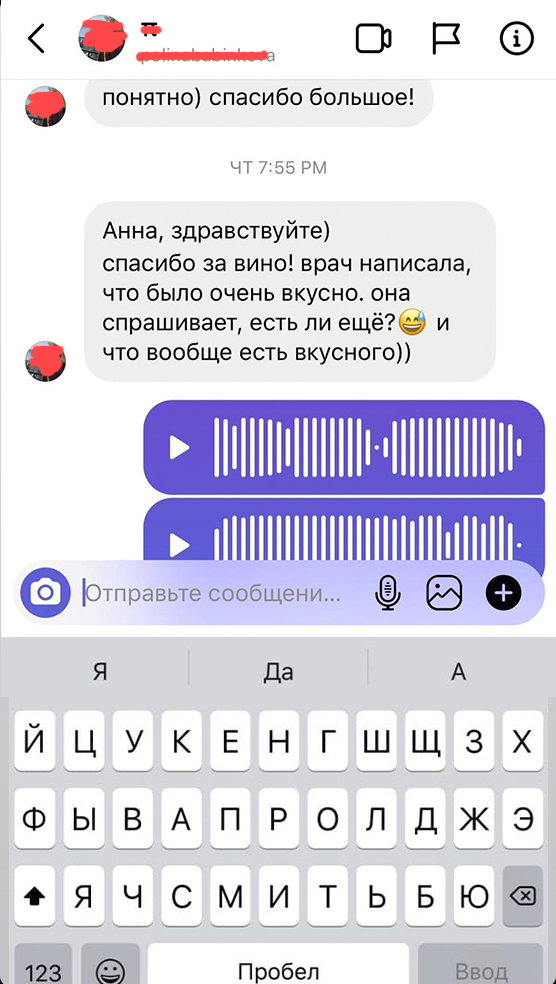 понятно) спасибо большое!
ЧТ 7:55 PM
Анна, здравствуйте)
спасибо за вино! врач написала,
что было очень вкусно. она
спрашивает, есть ли ещё?😅 и
что вообще есть вкусного))
Отправьте сообщени...
Я Да А
Й Ц У К Е Н Г Ш Щ З Х
Ф Ы В А П Р О Л Д Ж Э
Я Ч С М И Т Ь Б Ю
123 Пробел Ввод